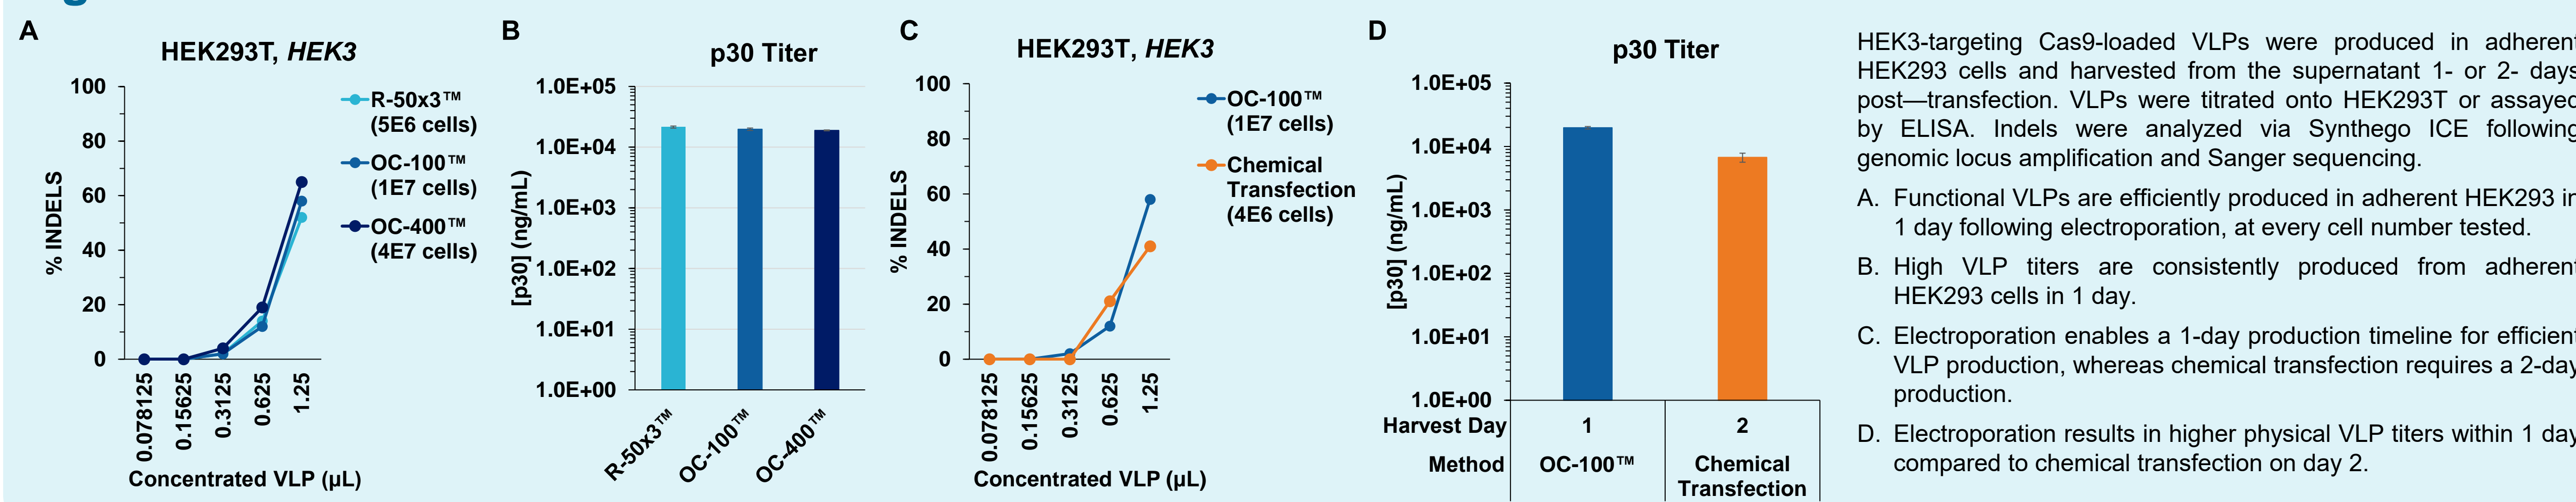 A
HEK293T, HEK3
100
80
60
40
20
0
% INDELS
0.078125
0.15625
0.3125
0.625
1.25
Concentrated VLP (µL)
R-50x3™
(5E6 cells)
OC-100™
(1E7 cells)
OC-400™
(4E7 cells)
B
p30 Titer
1.0E+05
1.0E+04
1.0E+03
1.0E+02
1.0E+01
1.0E+00
[p30] (ng/mL)
R-50x3™
OC-100™
OC-400™
C
HEK293T, HEK3
100
80
60
40
20
0
% INDELS
0.078125
0.15625
0.3125
0.625
1.25
Concentrated VLP (µL)
OC-100™
(1E7 cells)
Chemical
Transfection
(4E6 cells)
D
p30 Titer
1.0E+05
1.0E+04
1.0E+03
1.0E+02
1.0E+01
1.0E+00
[p30] (ng/mL)
Harvest Day 1 2
Method OC-100™ Chemical
Transfection
HEK3-targeting Cas9-loaded VLPs were produced in adherent
HEK293 cells and harvested from the supernatant 1- or 2- days
post—transfection. VLPs were titrated onto HEK293T or assayed
by ELISA. Indels were analyzed via Synthego ICE following
genomic locus amplification and Sanger sequencing.
A. Functional VLPs are efficiently produced in adherent HEK293 in
1 day following electroporation, at every cell number tested.
B. High VLP titers are consistently produced from adherent
HEK293 cells in 1 day.
C. Electroporation enables a 1-day production timeline for efficient
VLP production, whereas chemical transfection requires a 2-day
production.
D. Electroporation results in higher physical VLP titers within 1 day
compared to chemical transfection on day 2.